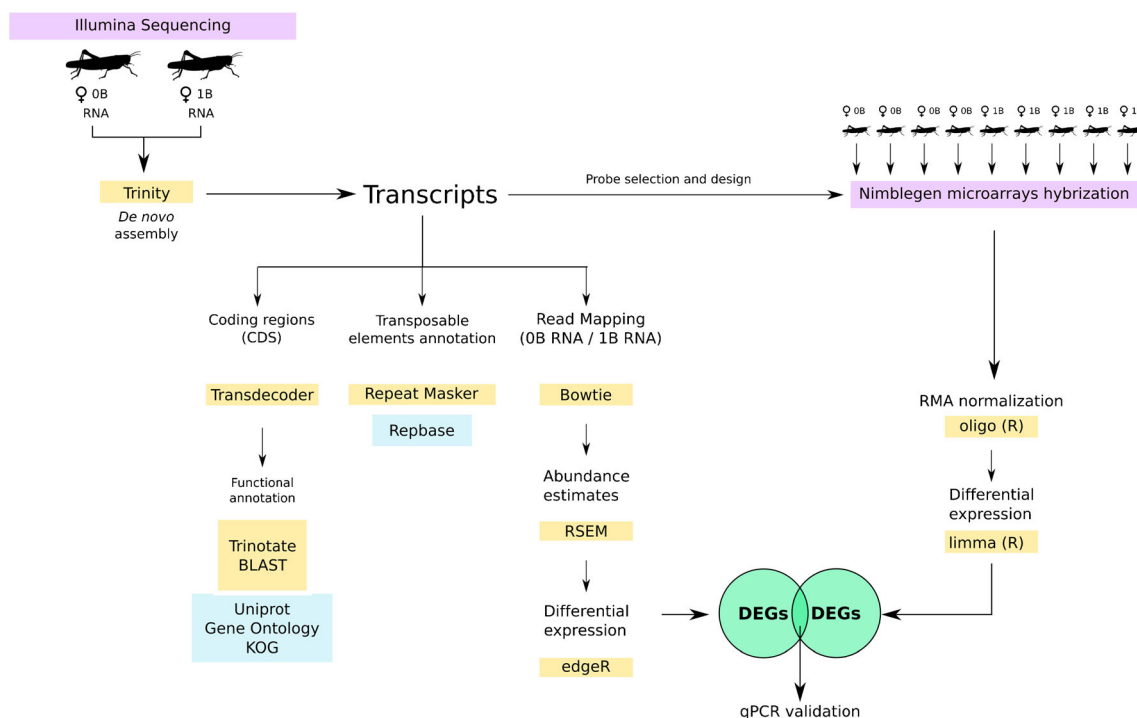 Illumina Sequencing
♀ 0B
RNA
♀ 1B
RNA
Trinity
De novo
assembly
Transcripts
Probe selection and design
♀ 0B ♀ 0B ♀ 0B ♀ 0B ♀ 1B ♀ 1B ♀ 1B ♀ 1B ♀ 1
Nimblegen microarrays hybrization
Coding regions
(CDS)
Transdecoder
Functional
annotation
Trinotate
BLAST
Uniprot
Gene Ontology
KOG
Transposable
elements annotation
Repeat Masker
Repbase
Read Mapping
(0B RNA / 1B RNA)
Bowtie
Abundance
estimates
RSEM
Differential
expression
edgeR
RMA normalization
oligo (R)
Differential
expression
limma (R)
DEGs DEGs
qPCR validation